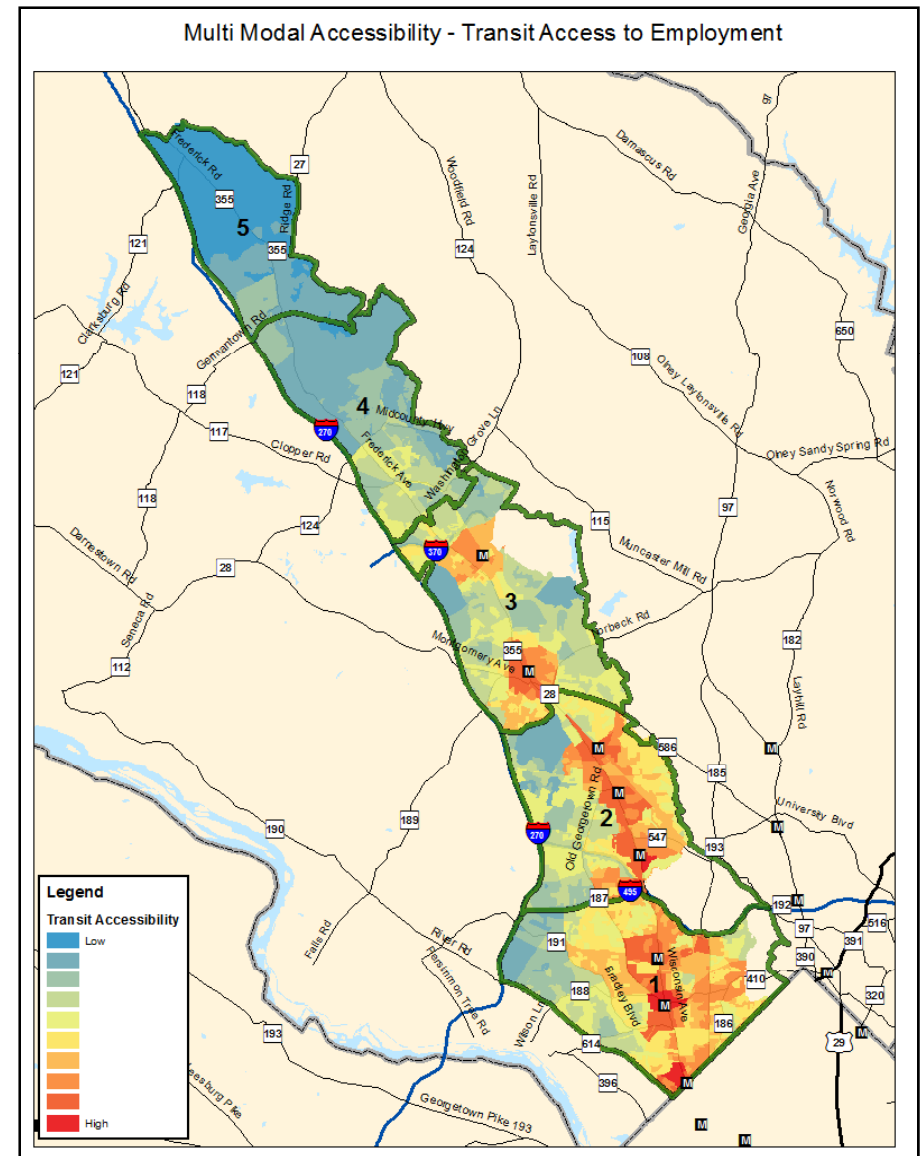 Multi Modal Accessibility - Transit Access to Employment
97
Damascus Rd
Frederick Rd
27
Woodfield Rd
Laytonsville Rd
Georgia Ave
355
Ridge Rd
5
121
124
355
Clarksburg Rd
650
Germantown Rd
108
Olney Laytonsville Rd
121
118
4
Midcounty Hwy
117
270
Clopper Rd
Frederick Ave
Washington Grove Ln
Olney Sandy Spring Rd
118
97
Norwood Rd
124
115
Darnestown Rd
370
M
Muncaster Mill Rd
28
3
Seneca Rd
Montgomery Ave
355
Norbeck Rd
182
112
M
28
Layhill Rd
M
586
M
185
Old Georgetown Rd
M
190
189
2
University Blvd
270
547
193
M
M
495
Legend
187
192
M
Transit Accessibility
97
516
Low
Falls Rd
River Rd
191
390
391
M
Wisconsin Ave
Persimmon Tree Rd
410
M
188
Bradley Blvd
1
320
M
193
Wilson Ln
186
M
614
29
396
M
High
Georgetown Pike 193
M
M